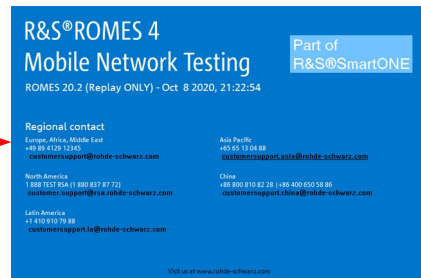 R&S®ROMES 4
Mobile Network Testing
Part of
R&S®SmartONE
ROMES 20.2 (Replay ONLY) - Oct 8 2020, 21:22:54
Regional contact
Europe, Africa, Middle East
+49 89 4129 12345
customersupport@rohde-schwarz.com
North America
1 888 TEST RSA (1 880 837 87 72)
customer.support@rsa.rohde-schwarz.com
Latin America
+1 410 910 79 88
customersupport.la@rohde-schwarz.com
Asia Pacific
+65 65 13 04 88
customersupport.asia@rohde-schwarz.com
China
+86 800 810 82 28 | +86 400 650 58 86
customersupport.china@rohde-schwarz.com
Visit us at www.rohde-schwarz.com